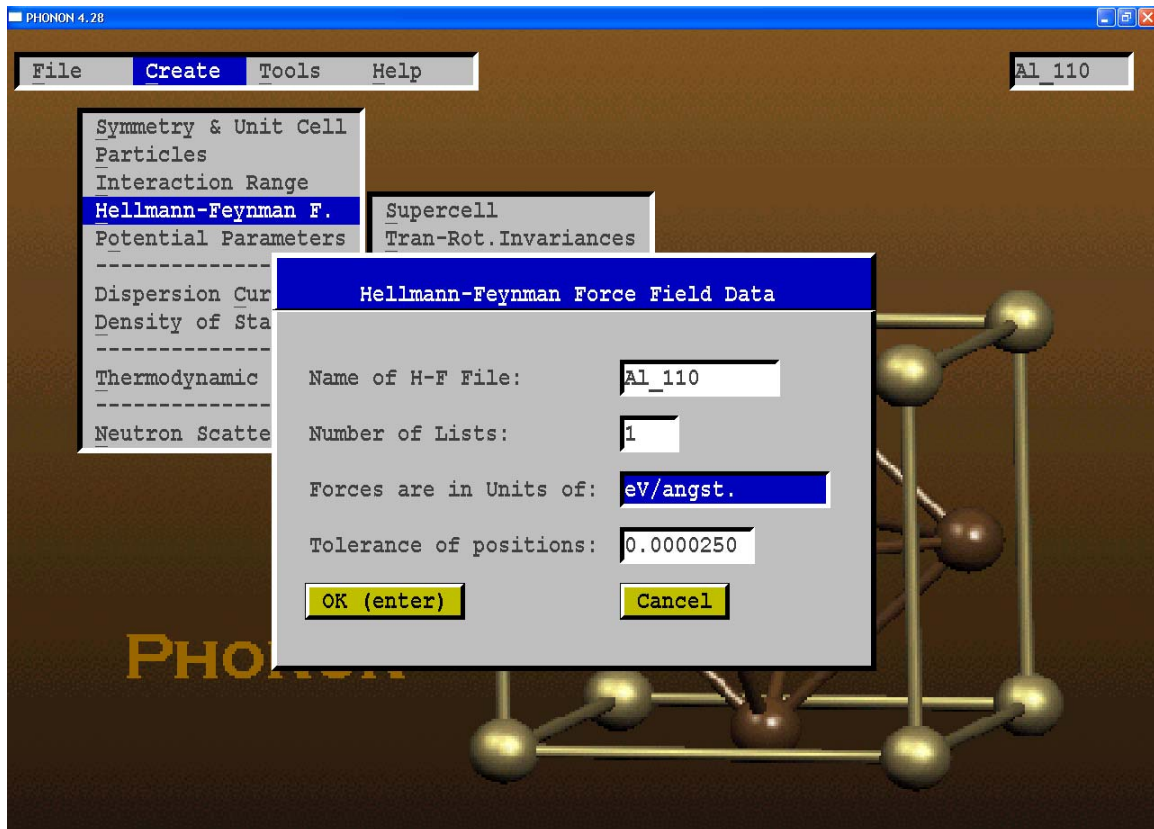 PHONON 4.28
File Create Tools Help
Al_110
Symmetry & Unit Cell
Particles
Interaction Range
Hellmann-Feynman F.
Potential Parameters
--------------
Dispersion Cur
Density of Sta
--------------
Thermodynamic
--------------
Neutron Scatte
Supercell
Tran-Rot.Invariances
Hellmann-Feynman Force Field Data
Name of H-F File: Al_110
Number of Lists: 1
Forces are in Units of: eV/angst.
Tolerance of positions: 0.0000250
OK (enter) Cancel